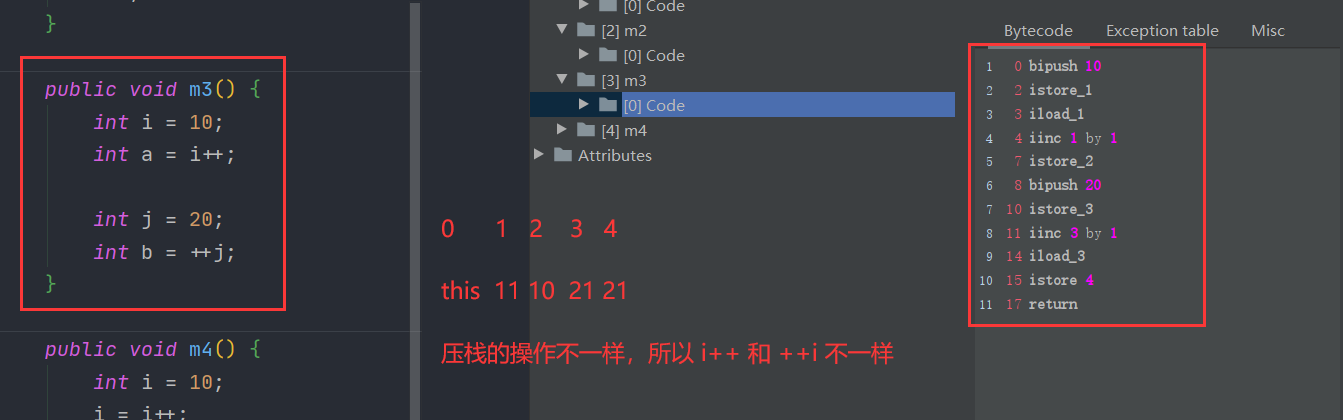 }
public void m3() {
int i = 10;
int a = i++;
int j = 20;
int b = ++j;
}
public void m4() {
int i = 10;
i = i++;
[0] Code
[2] m2
[0] Code
[3] m3
[0] Code
[4] m4
Attributes
0 1 2 3 4
this 11 10 21 21
压栈的操作不一样，所以 i++ 和 ++i 不一样
Bytecode Exception table Misc
1 0 bipush 10
2 2 istore_1
3 3 iload_1
4 4 iinc 1 by 1
5 7 istore_2
6 8 bipush 20
7 10 istore_3
8 11 iinc 3 by 1
9 14 iload_3
10 15 istore 4
11 17 return